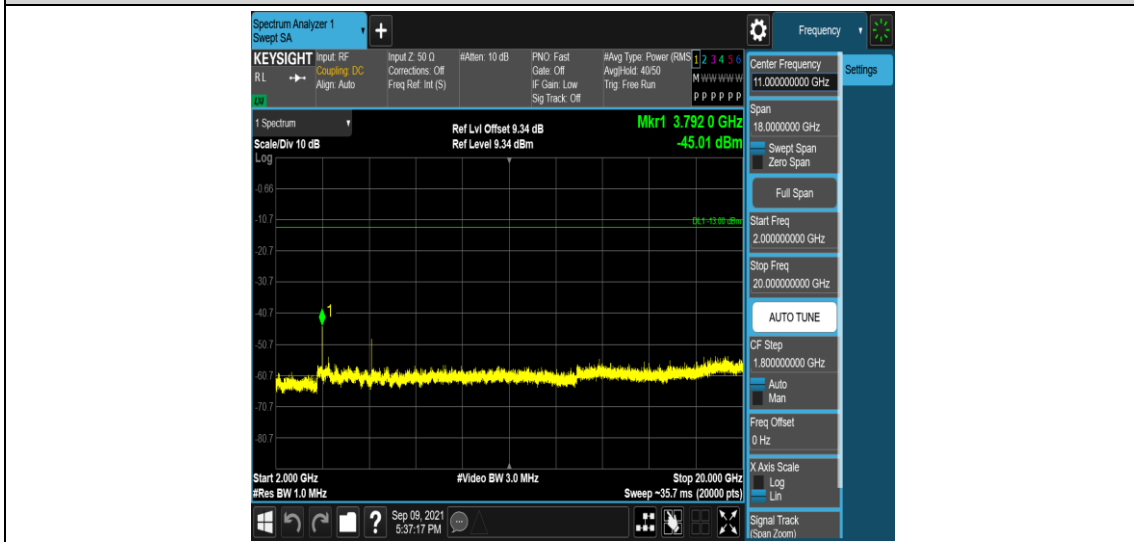 Spectrum Analyzer 1
Swept SA
+
Frequency
KEYSIGHT
RL
LXI
Input: RF
Coupling: DC
Align: Auto
Input Z: 50 Ω
Corrections: Off
Freq Ref: Int (S)
#Atten: 10 dB
PNO: Fast
Gate: Off
IF Gain: Low
Sig Track: Off
#Avg Type: Power (RMS
Avg|Hold: 40/50
Trig: Free Run
1 2 3 4 5 6
M W W W W W
P P P P P P
1 Spectrum
Scale/Div 10 dB
Log
Ref Lvl Offset 9.34 dB
Ref Level 9.34 dBm
Mkr1 3.792 0 GHz
-45.01 dBm
-0.66
-10.7
DL1 -13.00 dBm
-20.7
-30.7
-40.7
1
-50.7
-60.7
-70.7
-80.7
Start 2.000 GHz
#Res BW 1.0 MHz
#Video BW 3.0 MHz
Stop 20.000 GHz
Sweep ~35.7 ms (20000 pts)
Sep 09, 2021
5:37:17 PM
Center Frequency
11.000000000 GHz
Settings
Span
18.0000000 GHz
Swept Span
Zero Span
Full Span
Start Freq
2.000000000 GHz
Stop Freq
20.000000000 GHz
AUTO TUNE
CF Step
1.800000000 GHz
Auto
Man
Freq Offset
0 Hz
X Axis Scale
Log
Lin
Signal Track
(Span Zoom)